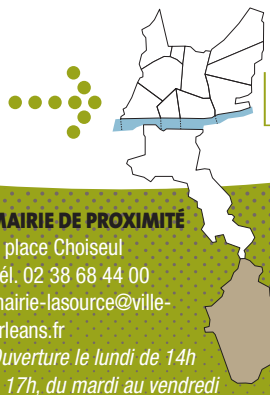 MAIRIE DE PROXIMITÉ
place Choiseul
él. 02 38 68 44 00
mairie-lasource@ville-
rleans.fr
uverture le lundi de 14h
17h, du mardi au vendredi